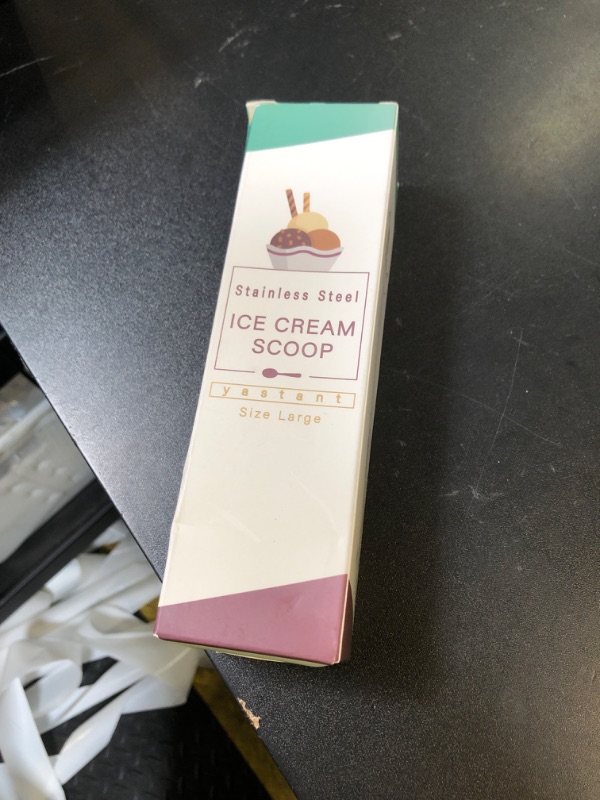 Stainless Steel
ICE CREAM
SCOOP
yastant
Size Large